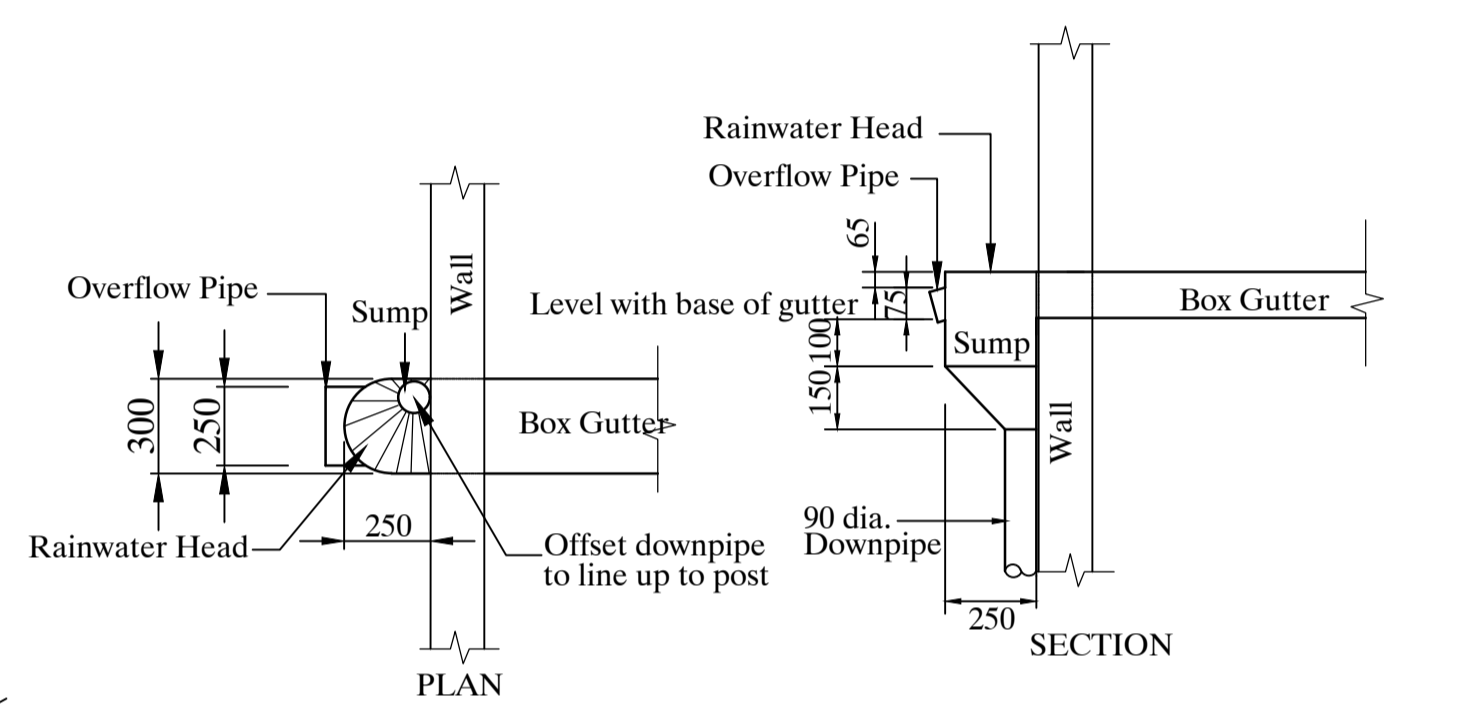 Rainwater Head
Overflow Pipe
65
75
Level with base of gutter
100
150
Box Gutter
Sump
Wall
90 dia.
Downpipe
250
SECTION
Overflow Pipe
Sump
Wall
300
250
Box Gutter
250
Rainwater Head
Offset downpipe
to line up to post
PLAN